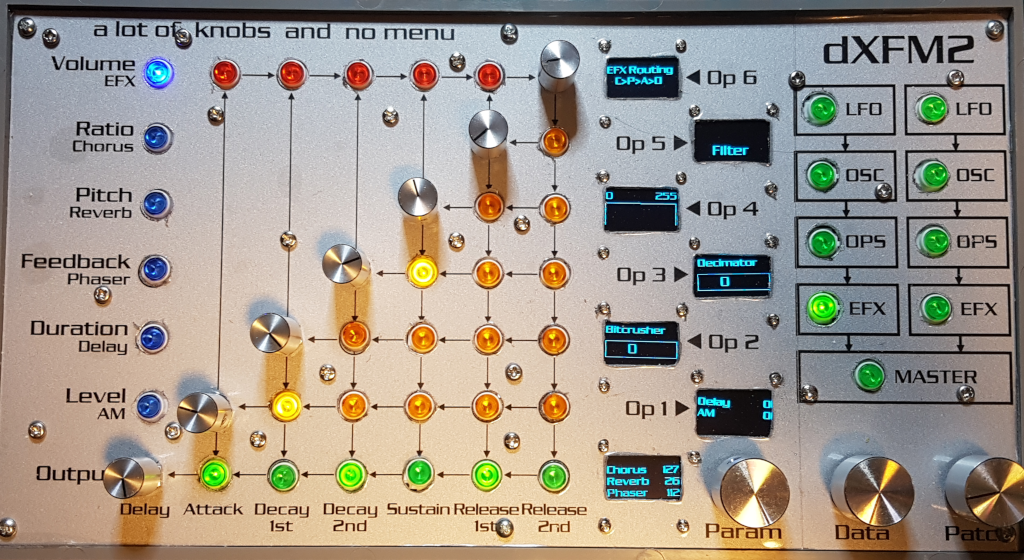 a lot of knobs and no menu
dXFM2
Volume
EFX
EFX Routing
C>P>A>D
Op 6
LFO
LFO
Ratio
Chorus
Op 5
Filter
OSC
OSC
Pitch
Reverb
0 255
Op 4
OPS
OPS
Feedback
Phaser
Op 3
Decimator
0
EFX
EFX
Duration
Delay
Bitcrusher
0
Op 2
MASTER
Level
AM
Op 1
Delay 0
AM 0
Output
Chorus 127
Reverb 26
Phaser 112
Delay Attack Decay 1st Decay 2nd Sustain Release 1st Release 2nd
Param Data Patch